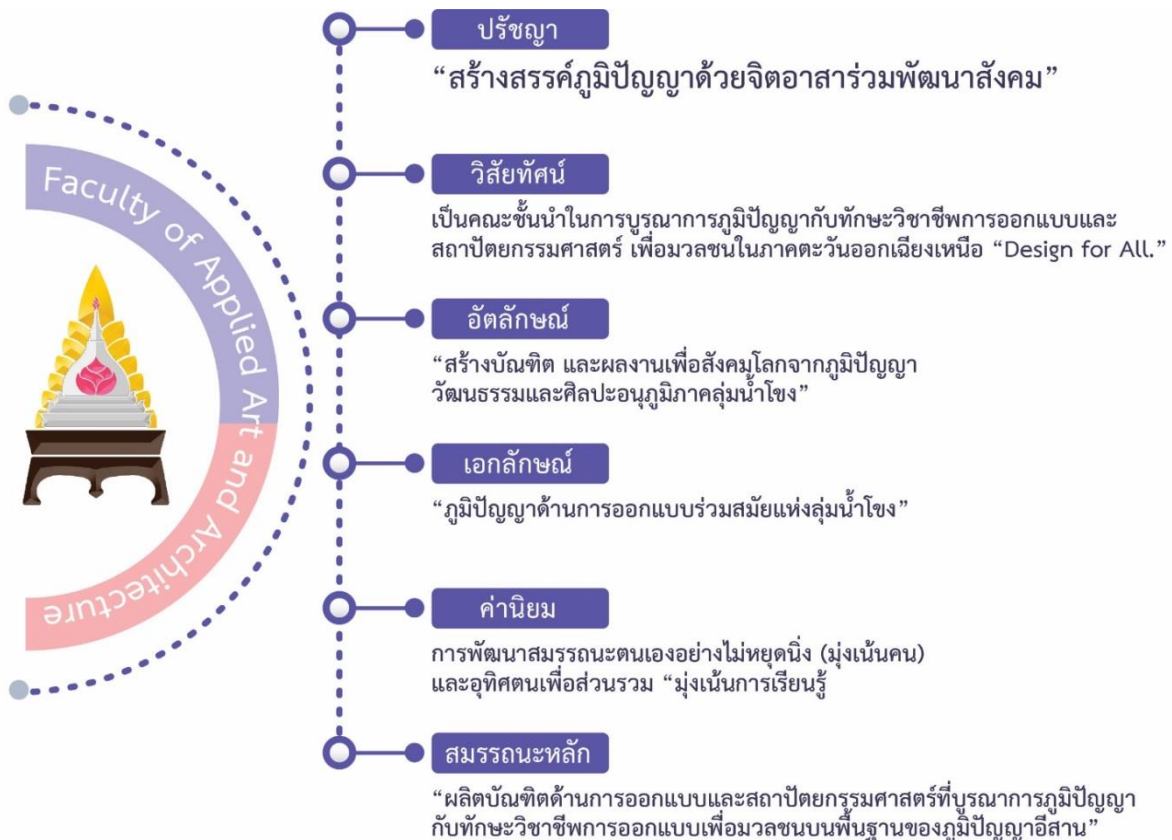 Faculty of Applied Art and Architecture
ปรัชญา
“สร้างสรรค์ภูมิปัญญาด้วยจิตอาสาร่วมพัฒนาสังคม”
วิสัยทัศน์
เป็นคณะชั้นนำในการบูรณาการภูมิปัญญากับทักษะวิชาชีพการออกแบบและ
สถาปัตยกรรมศาสตร์ เพื่อมวลชนในภาคตะวันออกเฉียงเหนือ “Design for All.”
อัตลักษณ์
“สร้างบัณฑิต และผลงานเพื่อสังคมโลกจากภูมิปัญญา
วัฒนธรรมและศิลปะอนุภูมิภาคลุ่มน้ำโขง”
เอกลักษณ์
“ภูมิปัญญาด้านการออกแบบร่วมสมัยแห่งลุ่มน้ำโขง”
ค่านิยม
การพัฒนาสมรรถนะตนเองอย่างไม่หยุดนิ่ง (มุ่งเน้นคน)
และอุทิศตนเพื่อส่วนรวม “มุ่งเน้นการเรียนรู้
สมรรถนะหลัก
“ผลิตบัณฑิตด้านการออกแบบและสถาปัตยกรรมศาสตร์ที่บูรณาการภูมิปัญญา
กับทักษะวิชาชีพการออกแบบเพื่อมวลชนบนพื้นฐานของภูมิปัญญาอีสาน”